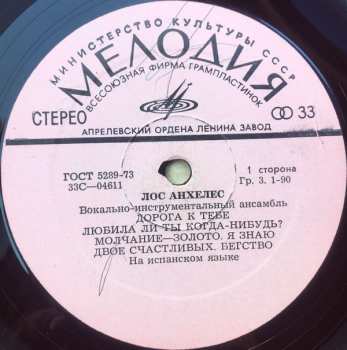 МИНИСТЕРСТВО КУЛЬТУРЫ СССР
МЕЛОДИЯ
ВСЕСОЮЗНАЯ ФИРМА ГРАМПЛАСТИНОК
СТЕРЕО
33
АПРЕЛЕВСКИЙ ОРДЕНА ЛЕНИНА ЗАВОД
ГОСТ 5289-73
33С—04611
1 сторона
Гр. 3. 1-90
ЛОС АНХЕЛЕС
Вокально-инструментальный ансамбль
ДОРОГА К ТЕБЕ
ЛЮБИЛА ЛИ ТЫ КОГДА-НИБУДЬ?
МОЛЧАНИЕ—ЗОЛОТО. Я ЗНАЮ
ДВОЕ СЧАСТЛИВЫХ. БЕГСТВО
На испанском языке